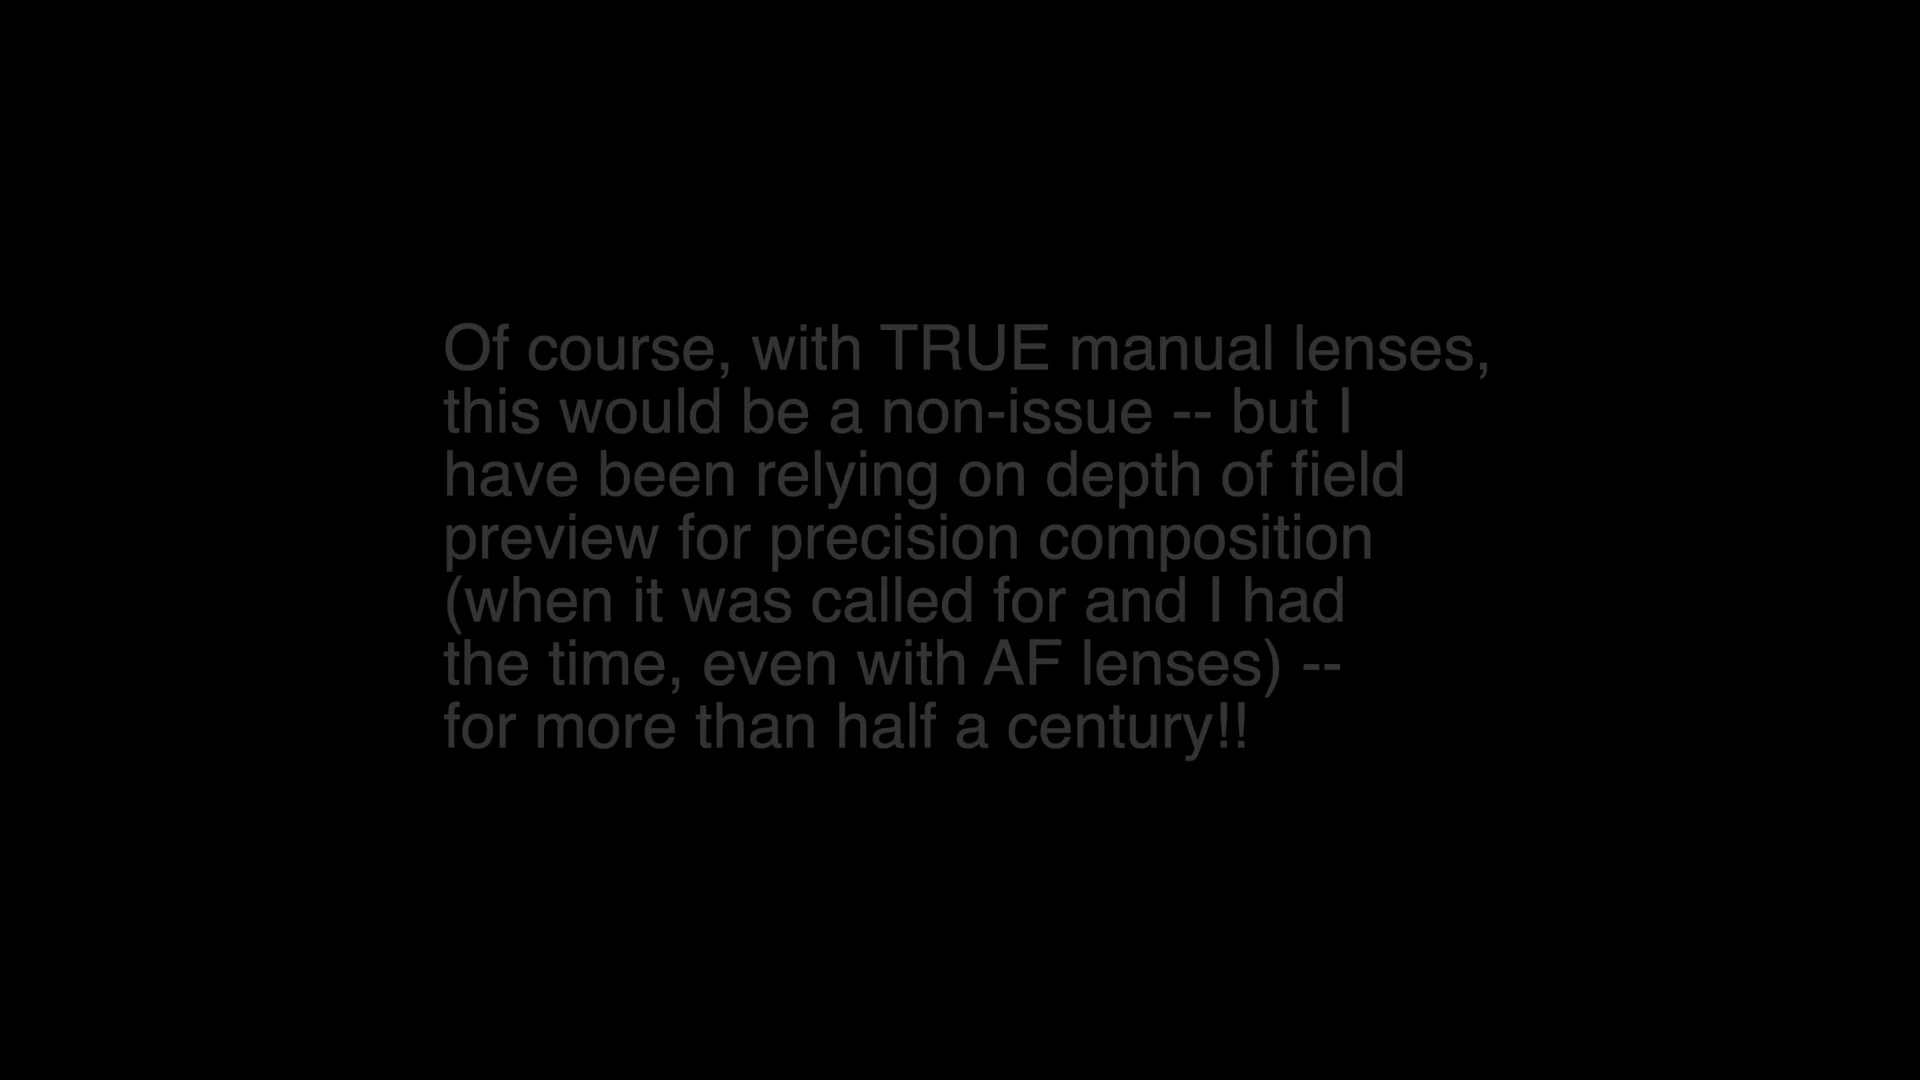 Of course, with TRUE manual lenses,
this would be a non-issue -- but I
have been relying on depth of field
preview for precision composition
(when it was called for and I had
the time, even with AF lenses) --
for more than half a century!!